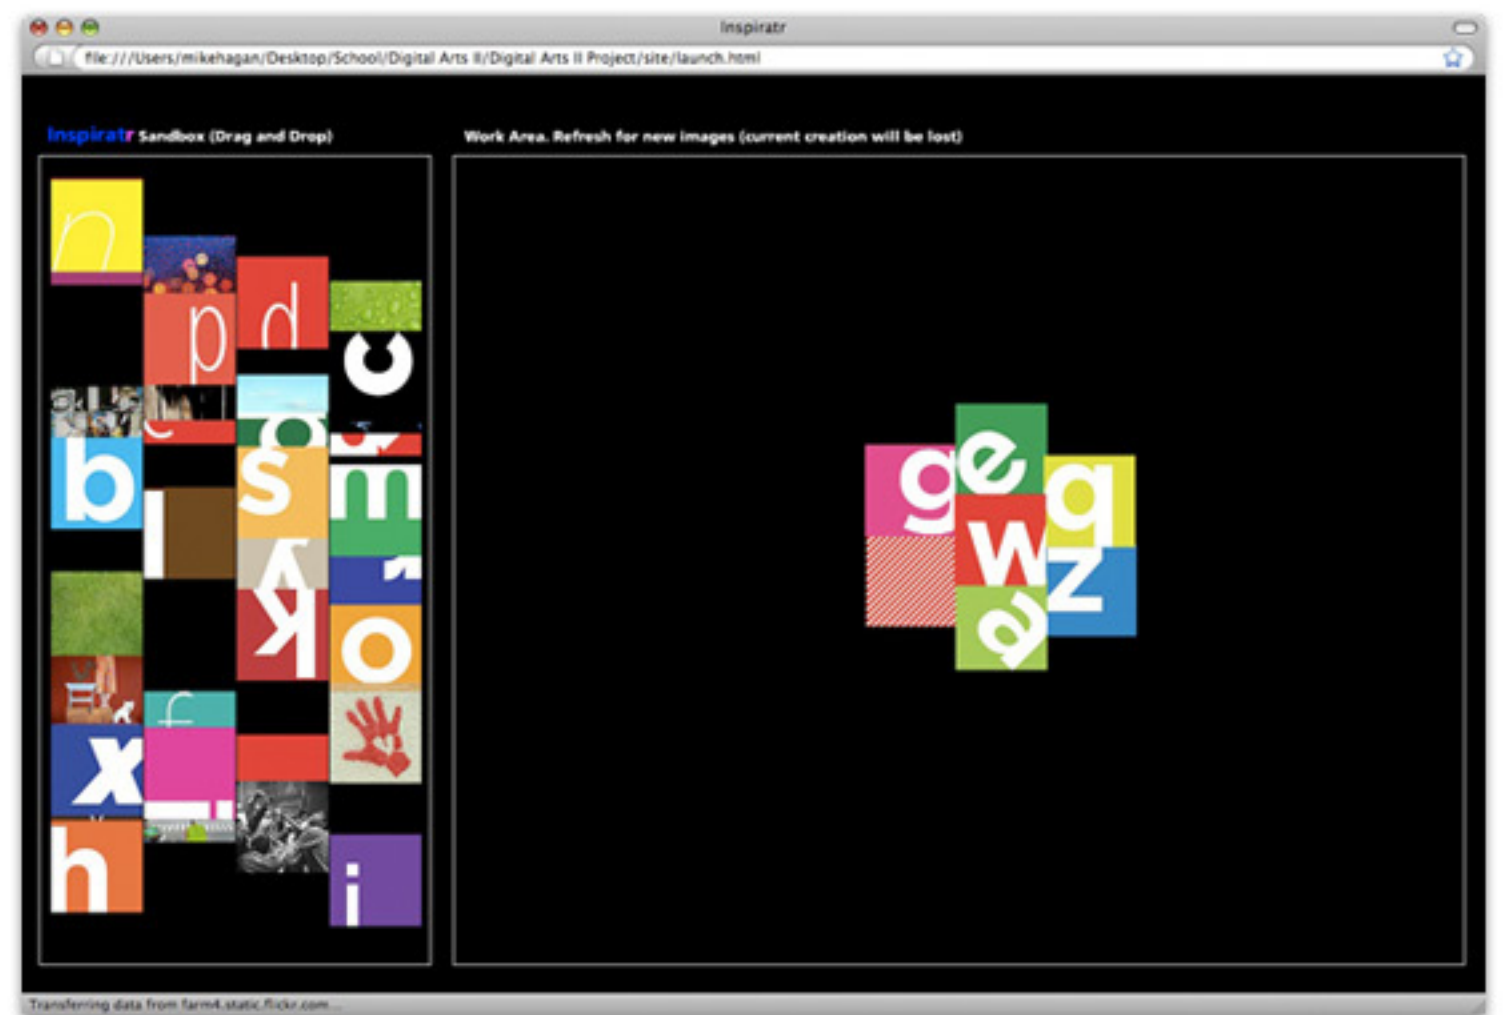 Inspiratr
file:///Users/mikehagan/Desktop/School/Digital Arts II/Digital Arts II Project/site/launch.html
Inspiratr Sandbox (Drag and Drop)
Work Area. Refresh for new images (current creation will be lost)
n
p
d
c
b
s
m
k
o
f
x
h
i
g
e
q
w
z
a
Transferring data from farm4.static.flickr.com...